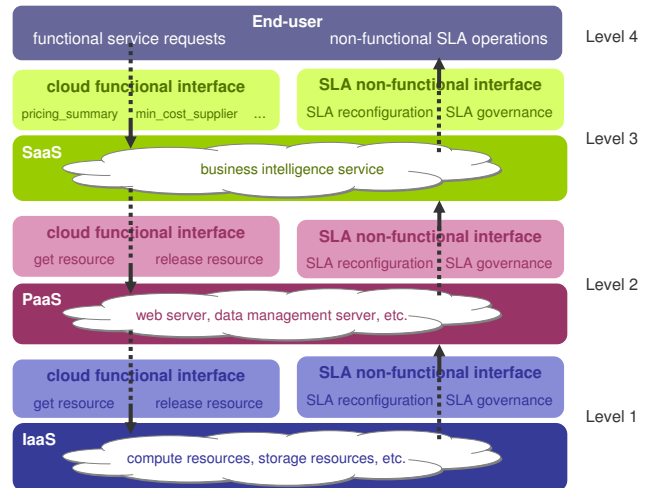 End-user
functional service requests non-functional SLA operations
Level 4
cloud functional interface SLA non-functional interface
pricing_summary min_cost_supplier ... SLA reconfiguration SLA governance
Level 3
SaaS
business intelligence service
cloud functional interface SLA non-functional interface
get resource release resource SLA reconfiguration SLA governance
Level 2
PaaS
web server, data management server, etc.
cloud functional interface SLA non-functional interface
get resource release resource SLA reconfiguration SLA governance
Level 1
IaaS
compute resources, storage resources, etc.